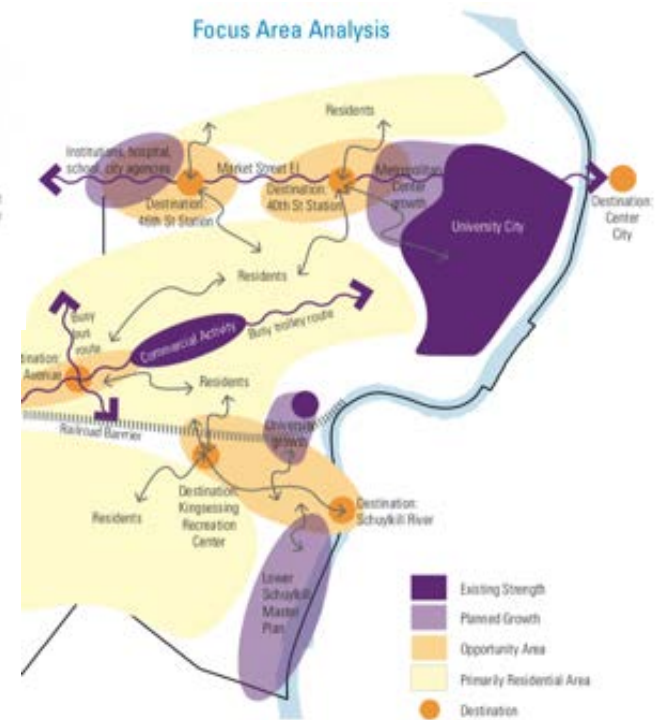 Focus Area Analysis
Residents
Institutions, hospital,
school, city agencies
Market Street El
Metropolitan
Center
growth
Destination:
46th St Station
Destination:
40th St Station
University City
Destination:
Center
City
Residents
Busy
bus
route
Commercial Activity
Busy trolley route
Avenue
Residents
Railroad Barrier
University
growth
Residents
Destination:
Kingsessing
Recreation
Center
Destination:
Schuylkill River
Lower
Schuylkill
Master
Plan
Existing Strength
Planned Growth
Opportunity Area
Primarily Residential Area
Destination